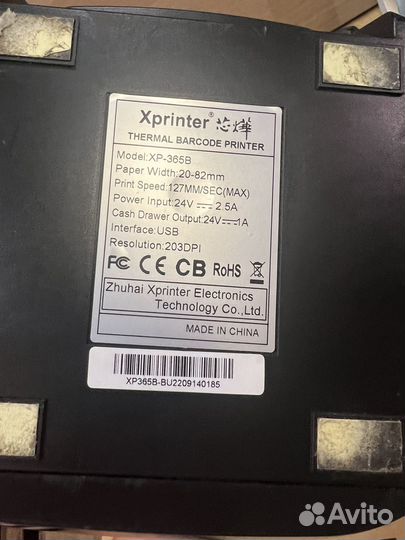 Xprinter® 芯烨
THERMAL BARCODE PRINTER
Model:XP-365B
Paper Width:20-82mm
Print Speed:127MM/SEC(MAX)
Power Input:24V⎓2.5A
Cash Drawer Output:24V⎓1A
Interface:USB
Resolution:203DPI
FC CE CB RoHS
Zhuhai Xprinter Electronics
Technology Co.,Ltd.
MADE IN CHINA
XP365B-BU2209140185
Avito